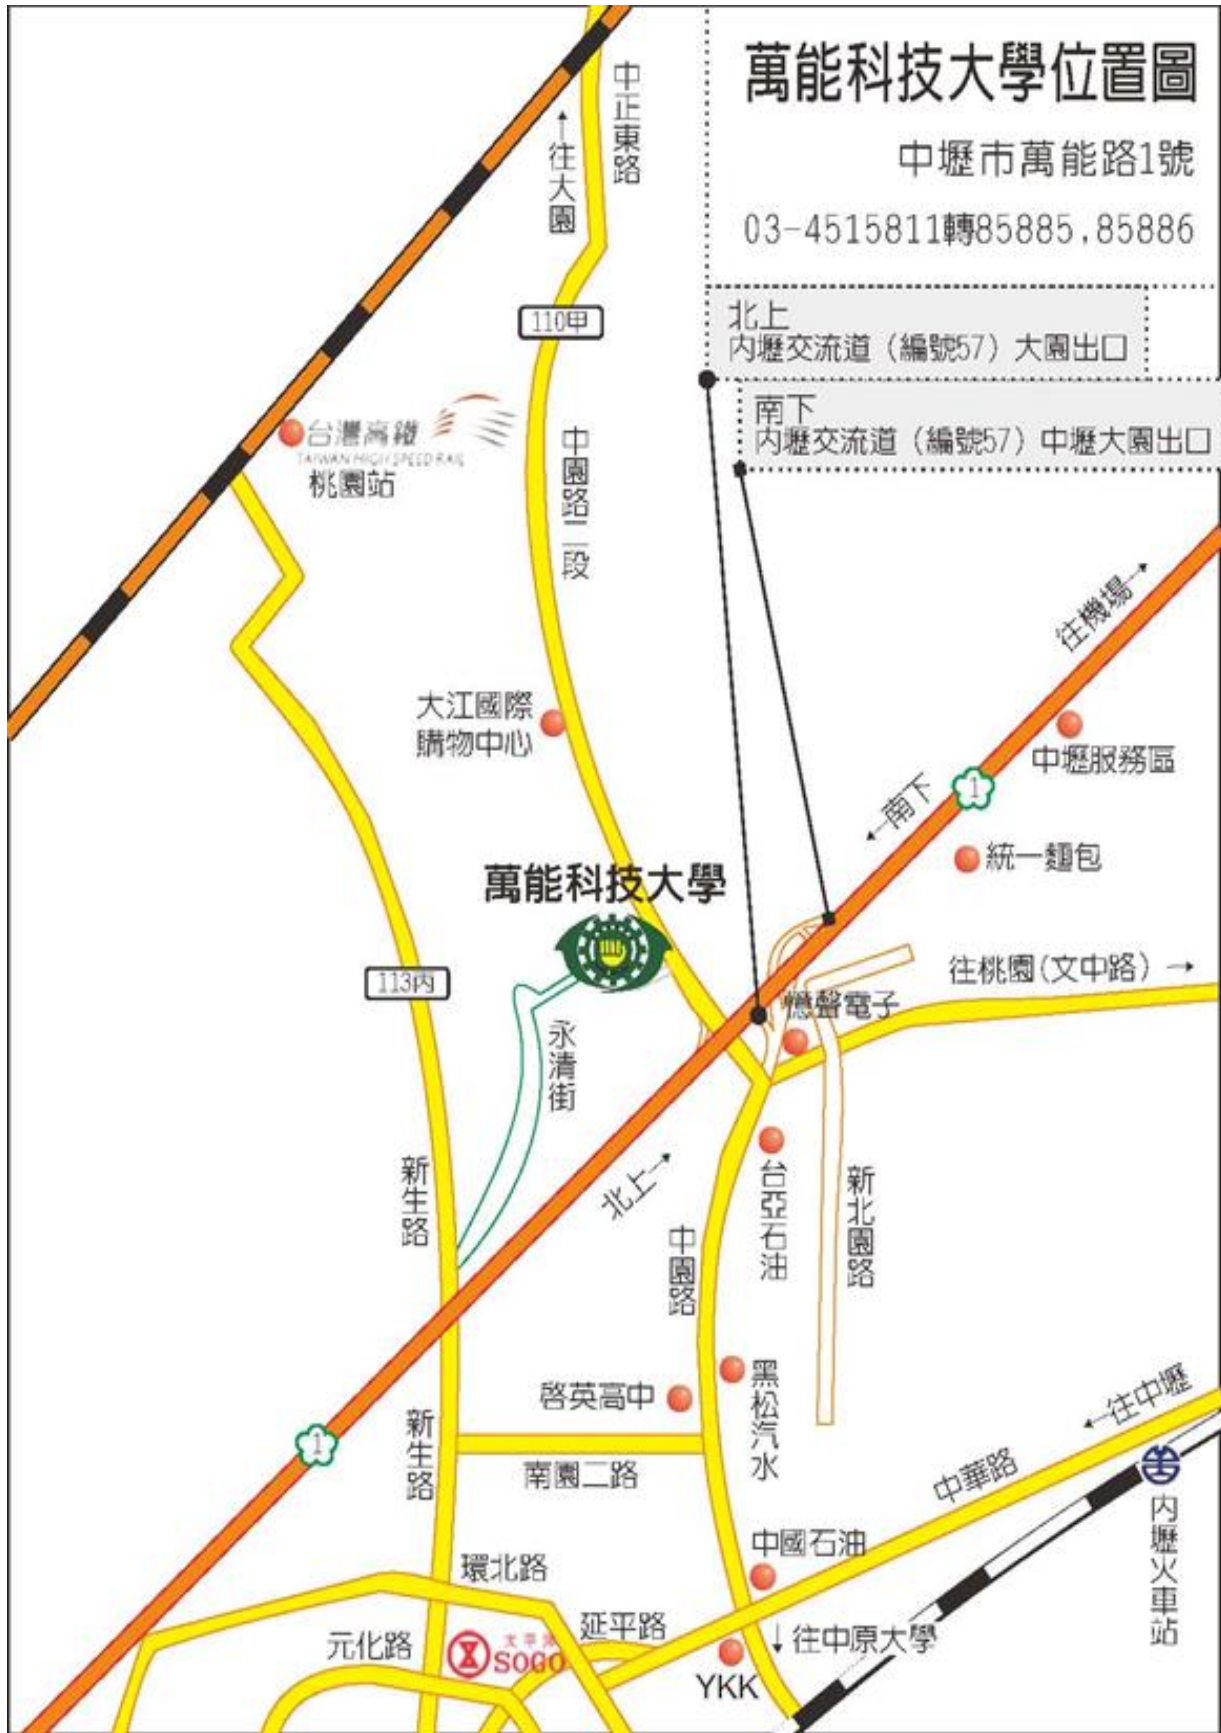 萬能科技大學位置圖
中壢市萬能路1號
03-4515811轉85885,85886
中正東路
←往大園
110甲
北上
內壢交流道（編號57）大園出口
南下
內壢交流道（編號57）中壢大園出口
台灣高鐵
TAIWAN HIGH SPEED RAIL
桃園站
中園路二段
往機場→
大江國際
購物中心
中壢服務區
1
←南下
統一麵包
萬能科技大學
113丙
往桃園(文中路) →
憶聲電子
永清街
新生路
北上→
台亞石油
新北園路
中園路
啓英高中
黑松汽水
←往中壢
1
新生路
南園二路
中華路
內壢火車站
中國石油
環北路
延平路
元化路
太平洋
SOGO
↓往中原大學
YKK